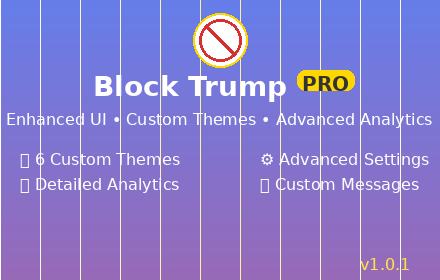 Block Trump PRO
Enhanced UI • Custom Themes • Advanced Analytics
6 Custom Themes
⚙ Advanced Settings
Detailed Analytics
Custom Messages
v1.0.1